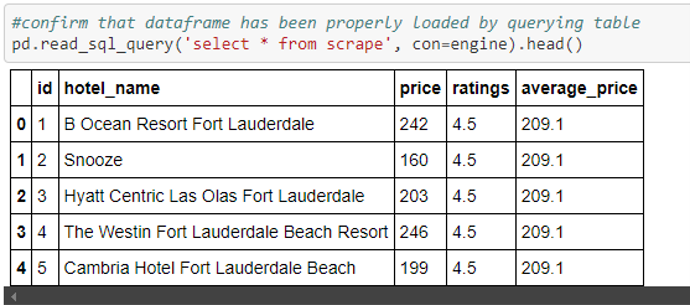 #confirm that dataframe has been properly loaded by querying table
pd.read_sql_query('select * from scrape', con=engine).head()
id hotel_name price ratings average_price
0 1 B Ocean Resort Fort Lauderdale 242 4.5 209.1
1 2 Snooze 160 4.5 209.1
2 3 Hyatt Centric Las Olas Fort Lauderdale 203 4.5 209.1
3 4 The Westin Fort Lauderdale Beach Resort 246 4.5 209.1
4 5 Cambria Hotel Fort Lauderdale Beach 199 4.5 209.1